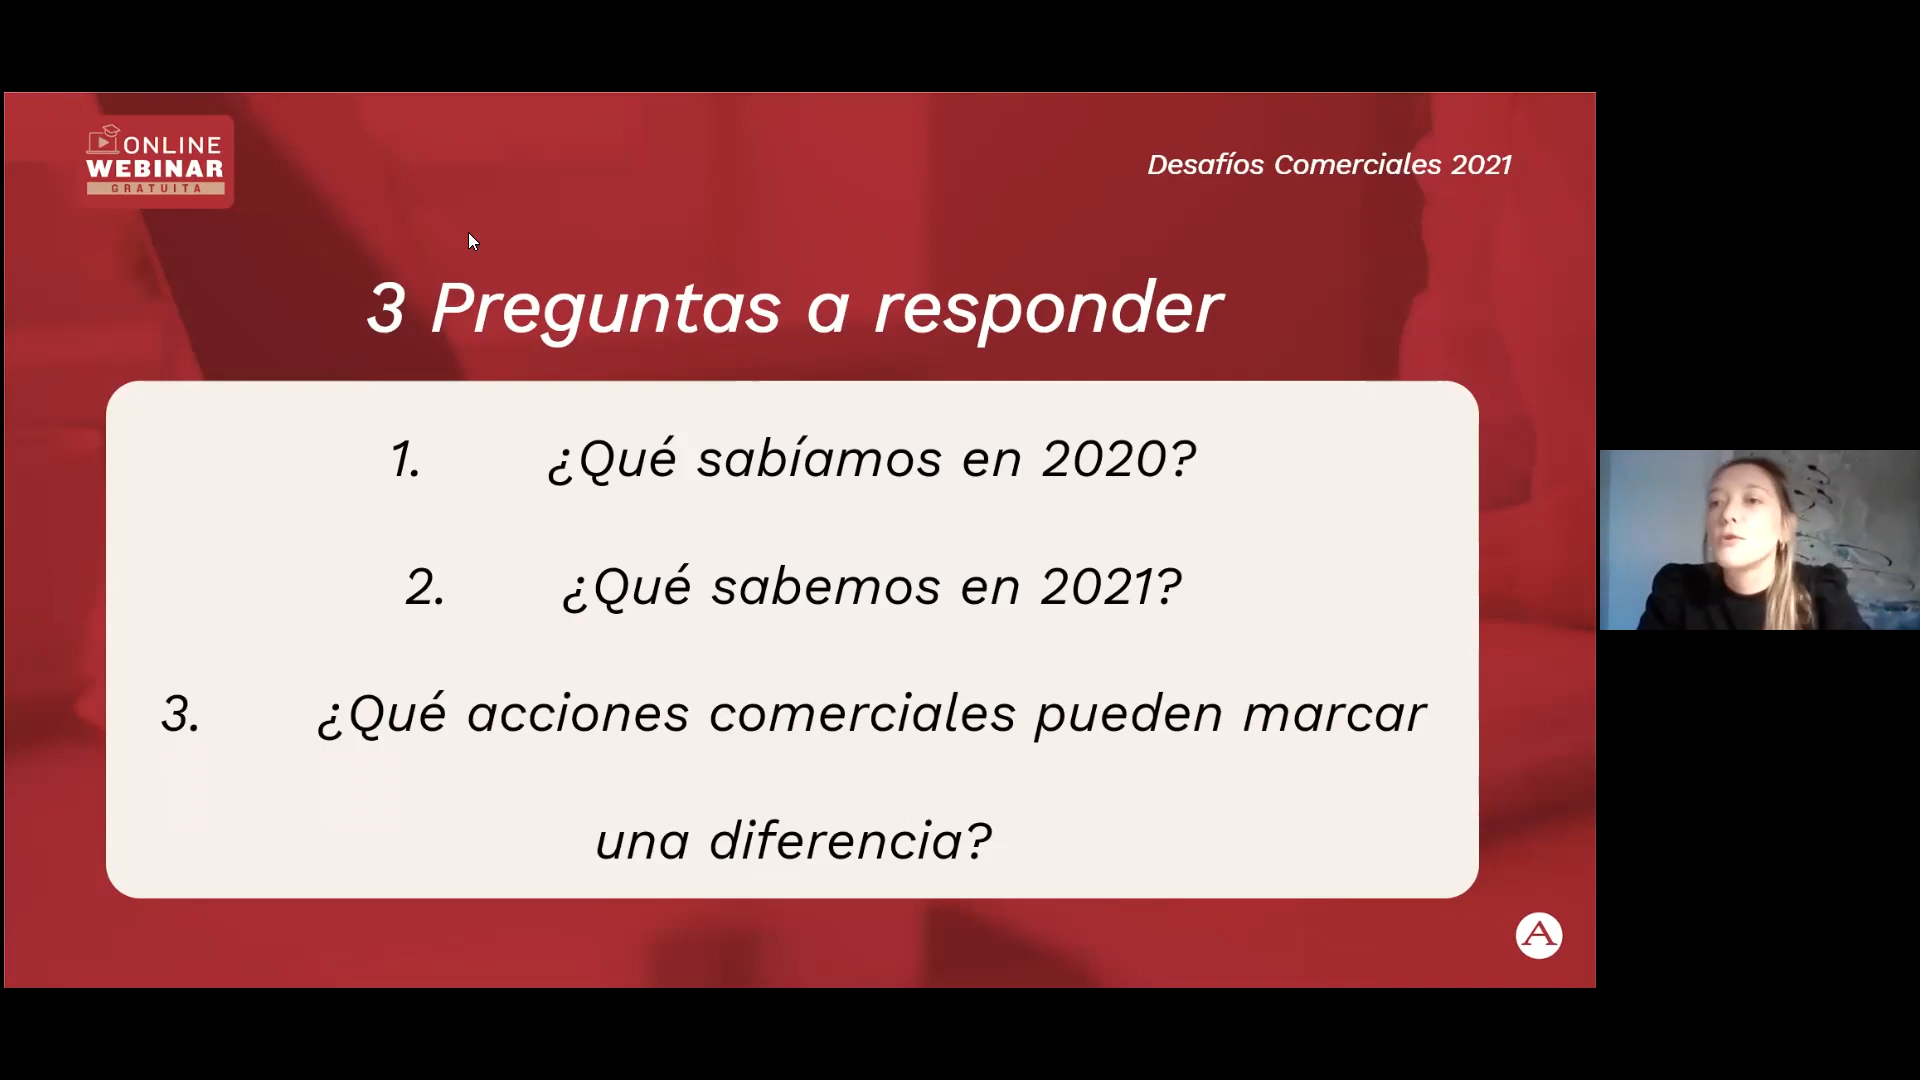 ONLINE
WEBINAR
GRATUITA
Desafíos Comerciales 2021
3 Preguntas a responder
1. ¿Qué sabíamos en 2020?
2. ¿Qué sabemos en 2021?
3. ¿Qué acciones comerciales pueden marcar
una diferencia?
A